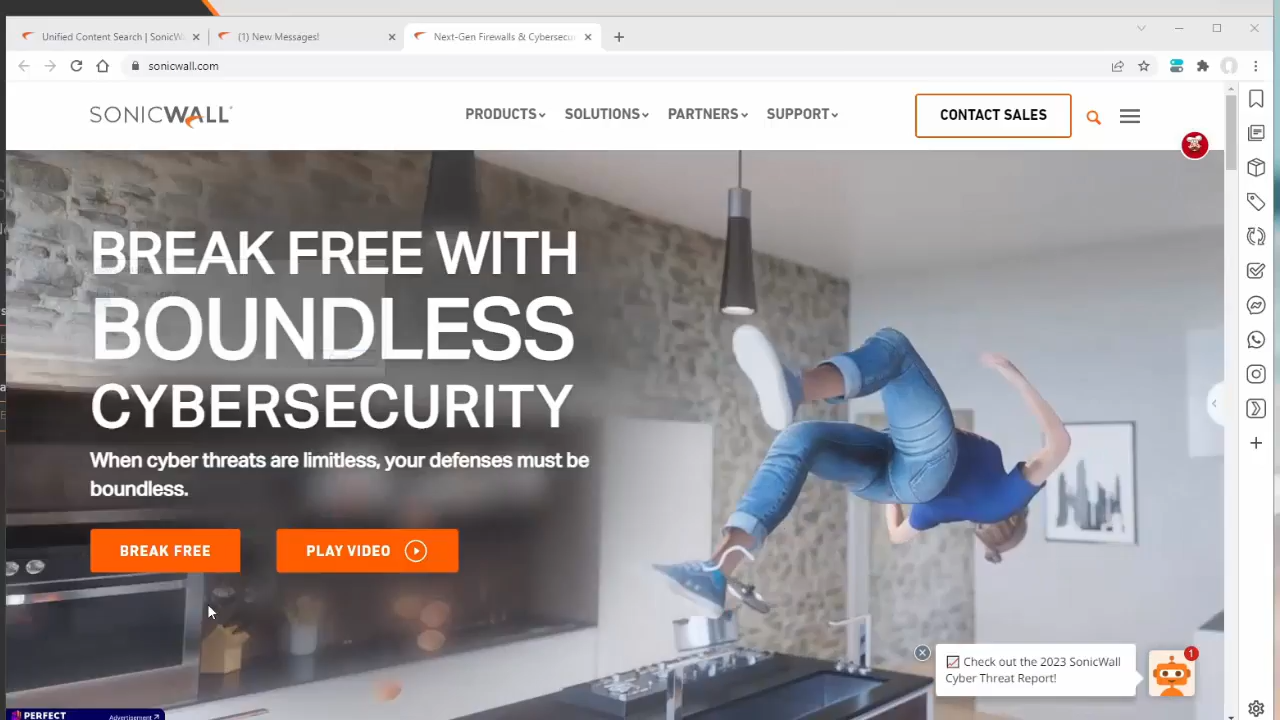 Unified Content Search | SonicW
(1) New Messages!
Next-Gen Firewalls & Cybersecu
sonicwall.com
SONICWALL
PRODUCTS
SOLUTIONS
PARTNERS
SUPPORT
CONTACT SALES
BREAK FREE WITH
BOUNDLESS
CYBERSECURITY
When cyber threats are limitless, your defenses must be
boundless.
BREAK FREE
PLAY VIDEO
Check out the 2023 SonicWall
Cyber Threat Report!
1
PERFECT
Advertisement